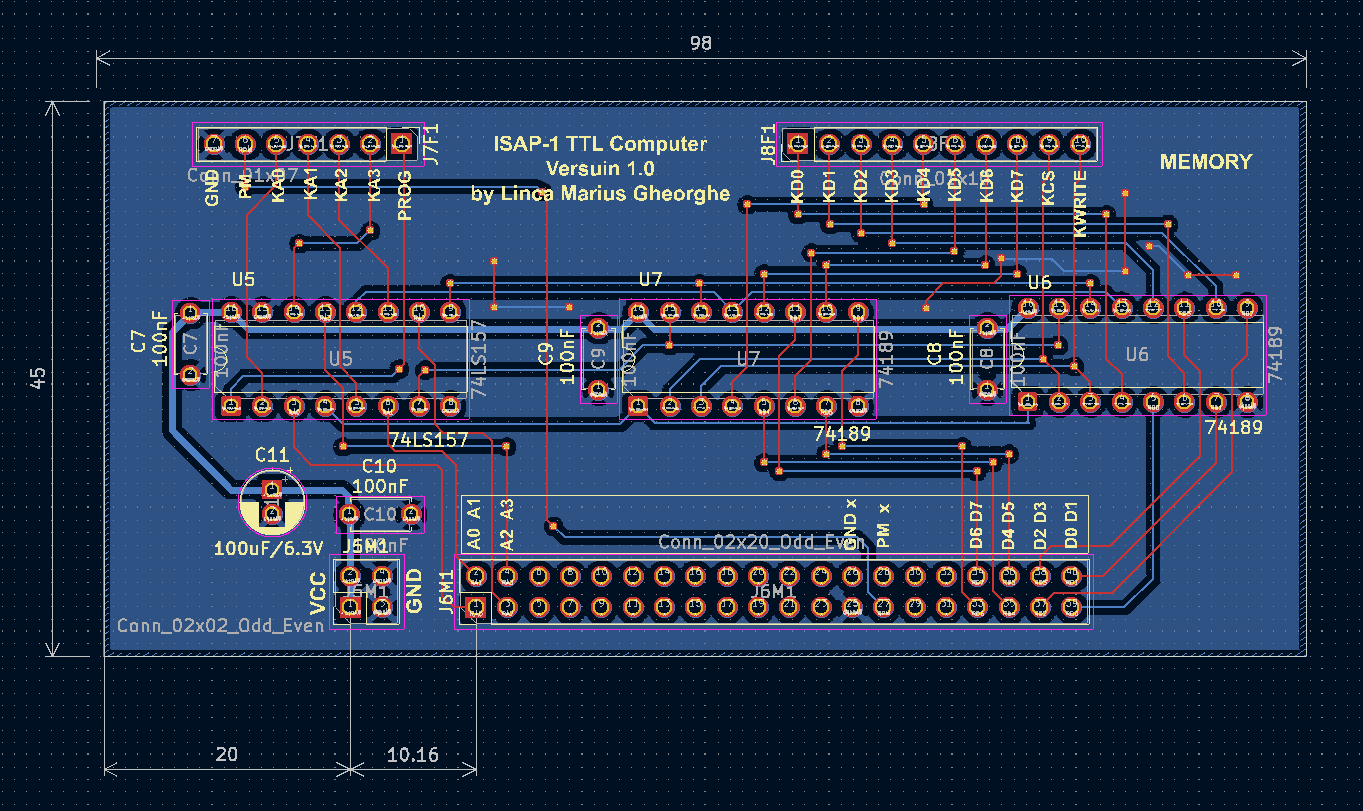 98
45
J7F1
Conn_01x07
GND
PM
KA0
KA1
KA2
KA3
PROG
ISAP-1 TTL Computer
Versuin 1.0
by Linca Marius Gheorghe
J8F1
KD0
KD1
KD2
KD3
KD4
KD5
KD6
KD7
KCS
KWRITE
MEMORY
U5
U7
U6
C7
100nF
C7
100nF
U5
74LS157
C9
100nF
C9
100nF
U7
74189
C8
100nF
C8
100nF
U6
74189
74LS157
74189
74189
C11
100uF/6.3V
C10
100nF
C10
J5M1
J5M1
VCC
GND
Conn_02x02_Odd_Even
A0 A1
A2 A3
Conn_02x20_Odd_Even
GND x
PM x
D6 D7
D4 D5
D2 D3
D0 D1
J6M1
J6M1
20
10.16